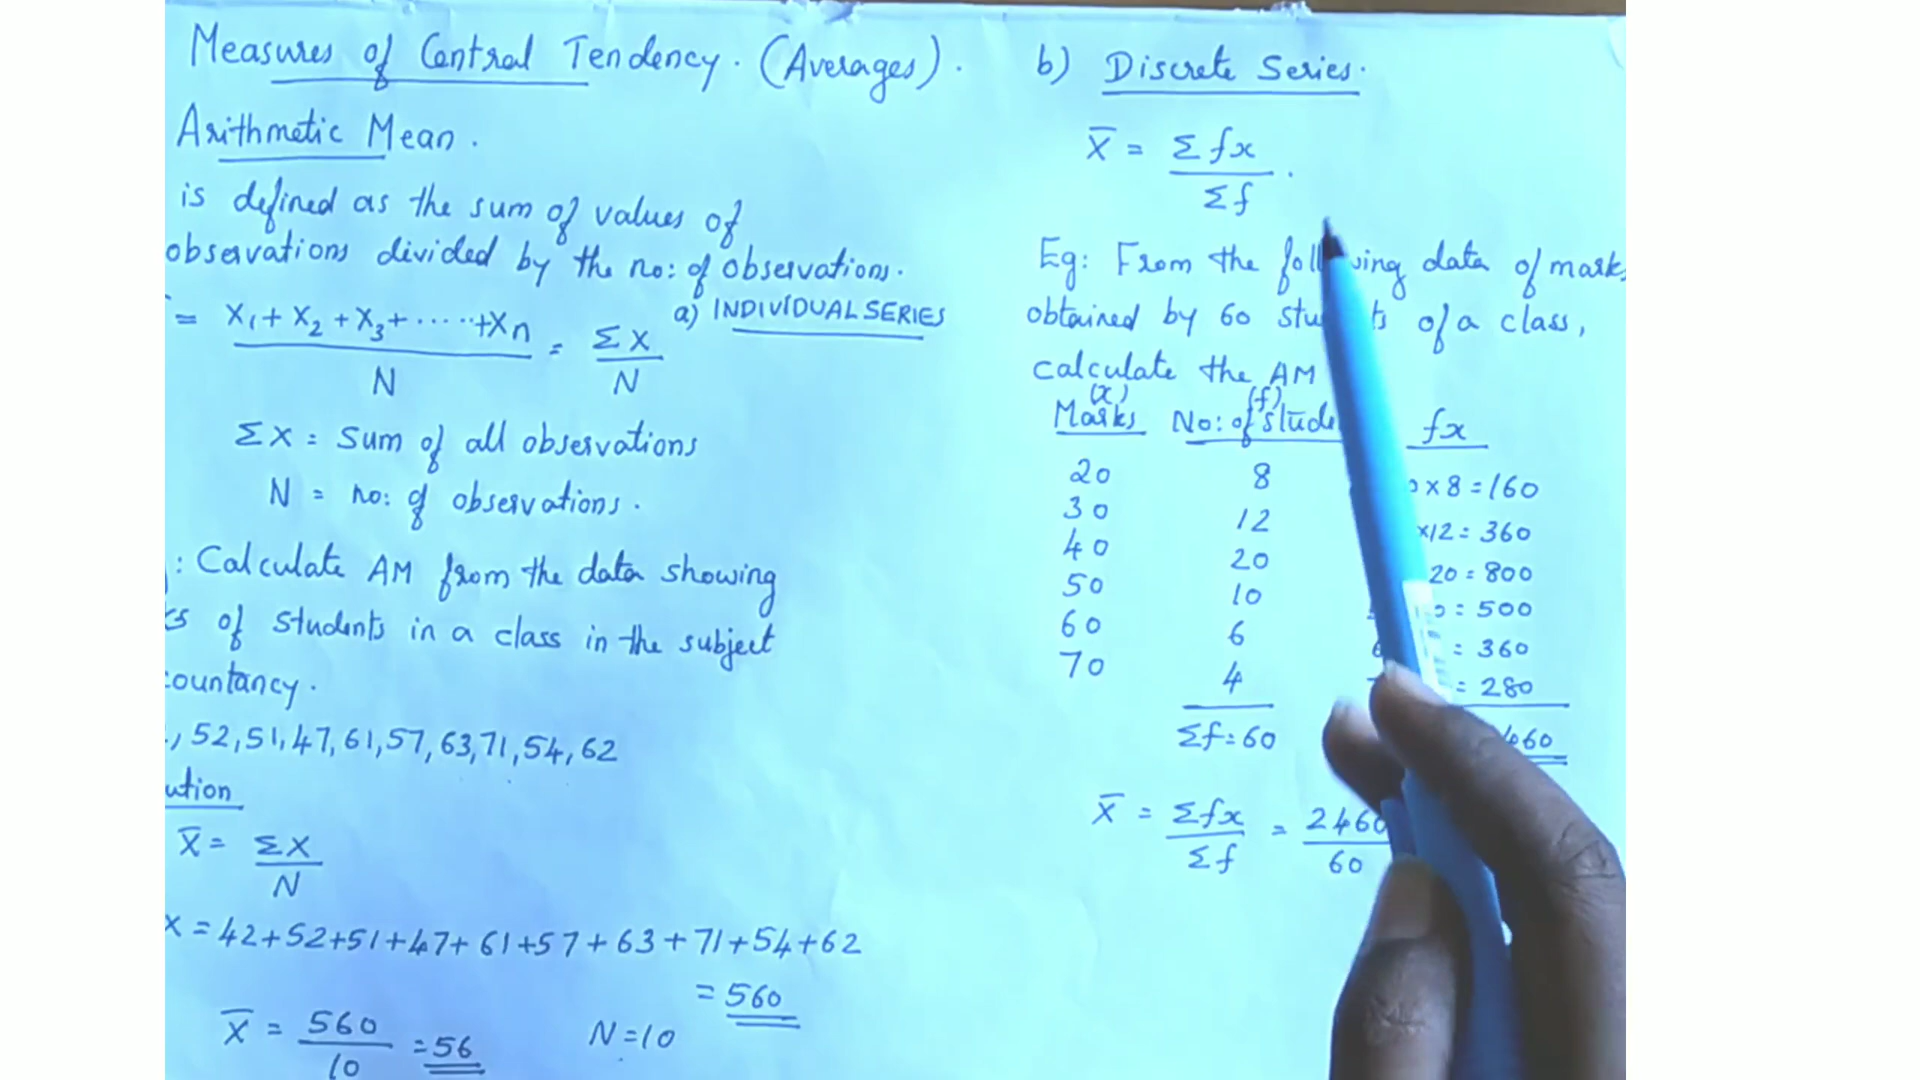 Measures of Central Tendency. (Averages).
Arithmetic Mean.
is defined as the sum of values of
observations divided by the no: of observations.
= X₁ + X₂ + X₃ + ...... + Xn / N = ΣX / N
a) INDIVIDUAL SERIES
ΣX = Sum of all observations
N = no: of observations.
: Calculate AM from the data showing
of students in a class in the subject
, 52, 51, 47, 61, 57, 63, 71, 54, 62
X̅ = ΣX / N
X = 42+52+51+47+61+57+63+71+54+62
= 560
X̅ = 560 / 10 = 56
N = 10
b) Discrete Series.
X̅ = Σfx / Σf .
Eg: From the data of marks
obtained by 60 of a class,
calculate the AM
(x) (f)
Marks No: of fx
20 8 x 8 = 160
30 12 x12 = 360
40 20 20 = 800
50 10 = 500
60 6 = 360
70 4 = 280
Σf = 60 460
X̅ = Σfx / Σf = 2460 / 60